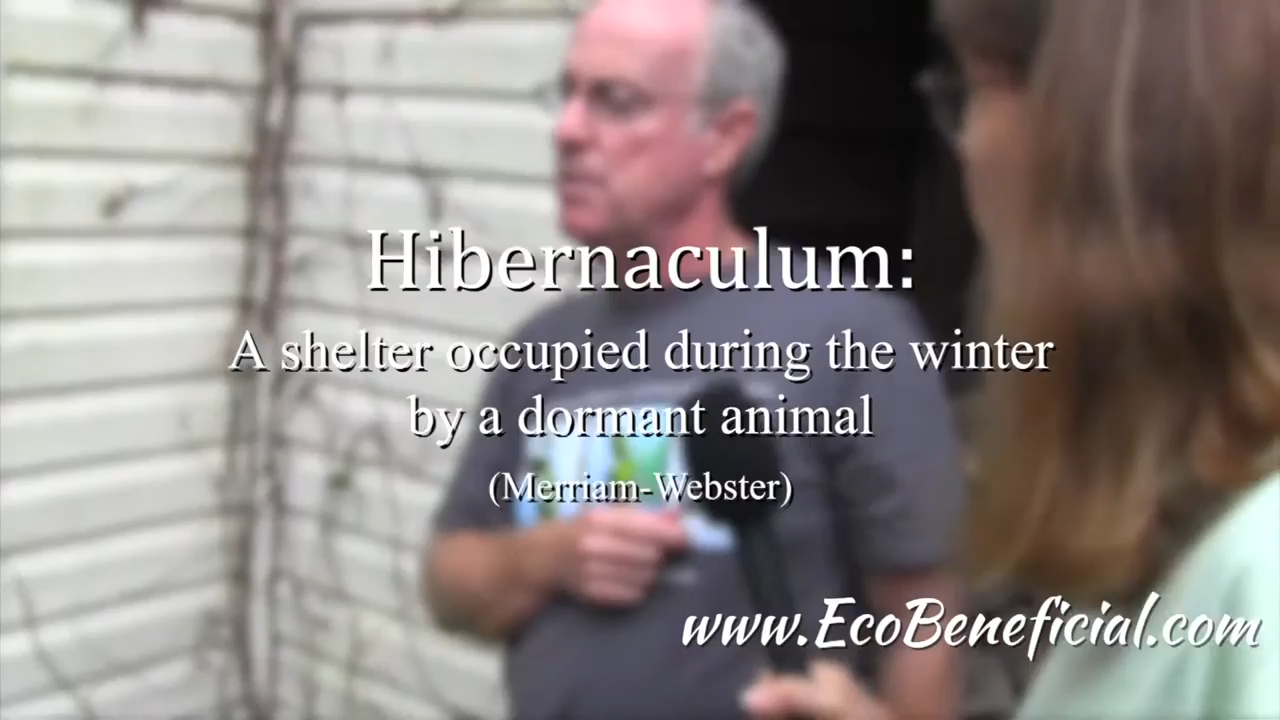 Hibernaculum:
A shelter occupied during the winter
by a dormant animal
(Merriam-Webster)
www.EcoBeneficial.com